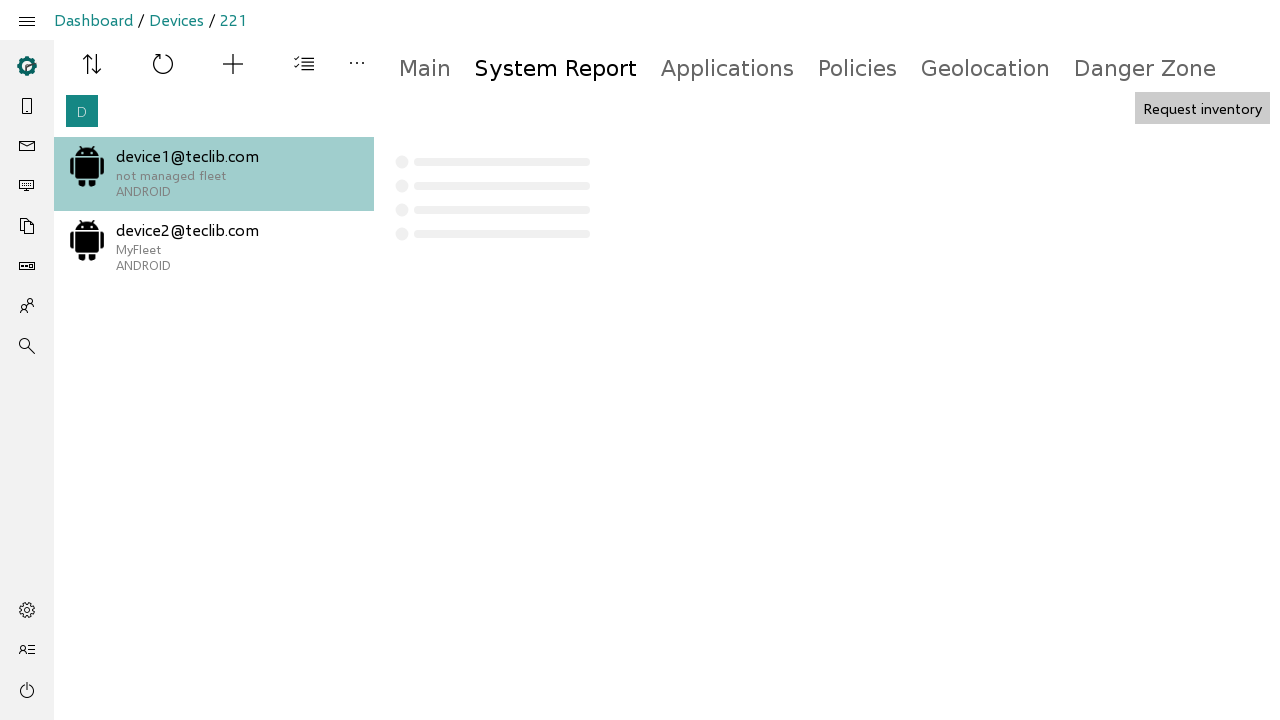 Dashboard / Devices / 221
Main System Report Applications Policies Geolocation Danger Zone
D
Request inventory
device1@teclib.com
not managed fleet
ANDROID
device2@teclib.com
MyFleet
ANDROID